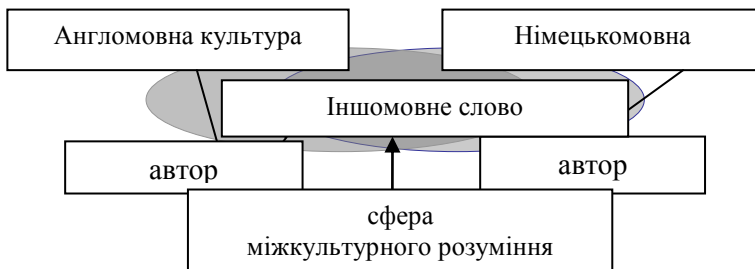 Англомовна культура
Німецькомовна
Іншомовне слово
автор
автор
сфера
міжкультурного розуміння